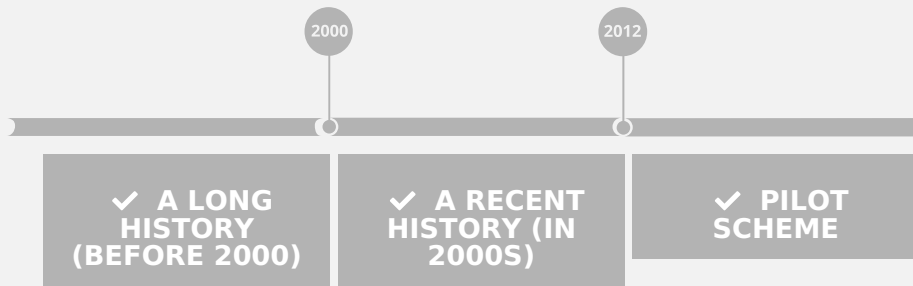 2000
2012
A LONG
HISTORY
(BEFORE 2000)
A RECENT
HISTORY (IN
2000S)
PILOT
SCHEME